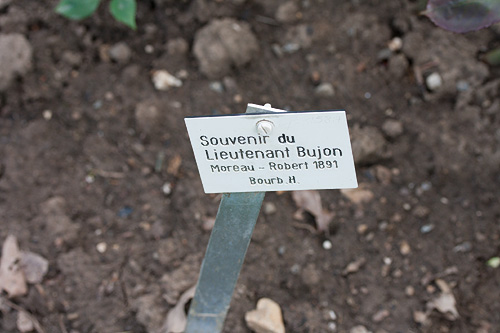 Souvenir du
Lieutenant Bujon
Moreau - Robert 1891
Bourb.H.